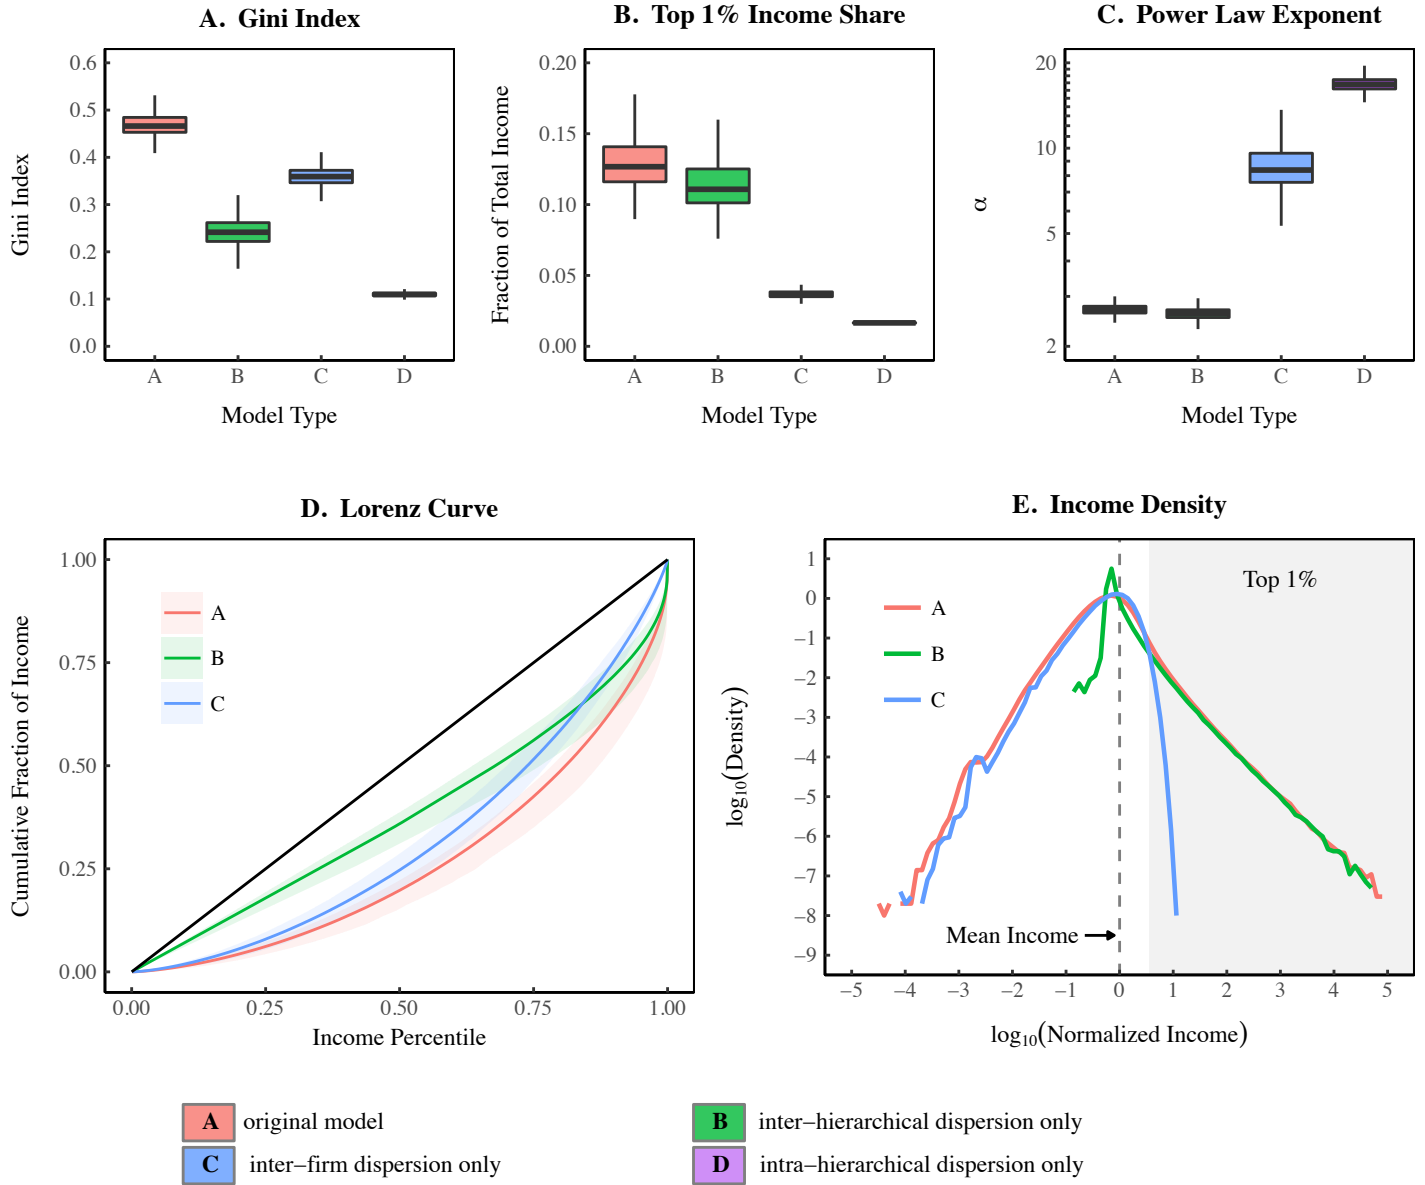 A. Gini Index
B. Top 1% Income Share
C. Power Law Exponent
Gini Index
0.6
0.5
0.4
0.3
0.2
0.1
0.0
A B C D
Model Type
Fraction of Total Income
0.20
0.15
0.10
0.05
0.00
A B C D
Model Type
α
20
10
5
2
A B C D
Model Type
D. Lorenz Curve
Cumulative Fraction of Income
1.00
0.75
0.50
0.25
0.00
A
B
C
0.00 0.25 0.50 0.75 1.00
Income Percentile
E. Income Density
log10(Density)
1
0
−1
−2
−3
−4
−5
−6
−7
−8
−9
Top 1%
A
B
C
Mean Income
−5 −4 −3 −2 −1 0 1 2 3 4 5
log10(Normalized Income)
A original model
B inter−hierarchical dispersion only
C inter−firm dispersion only
D intra−hierarchical dispersion only